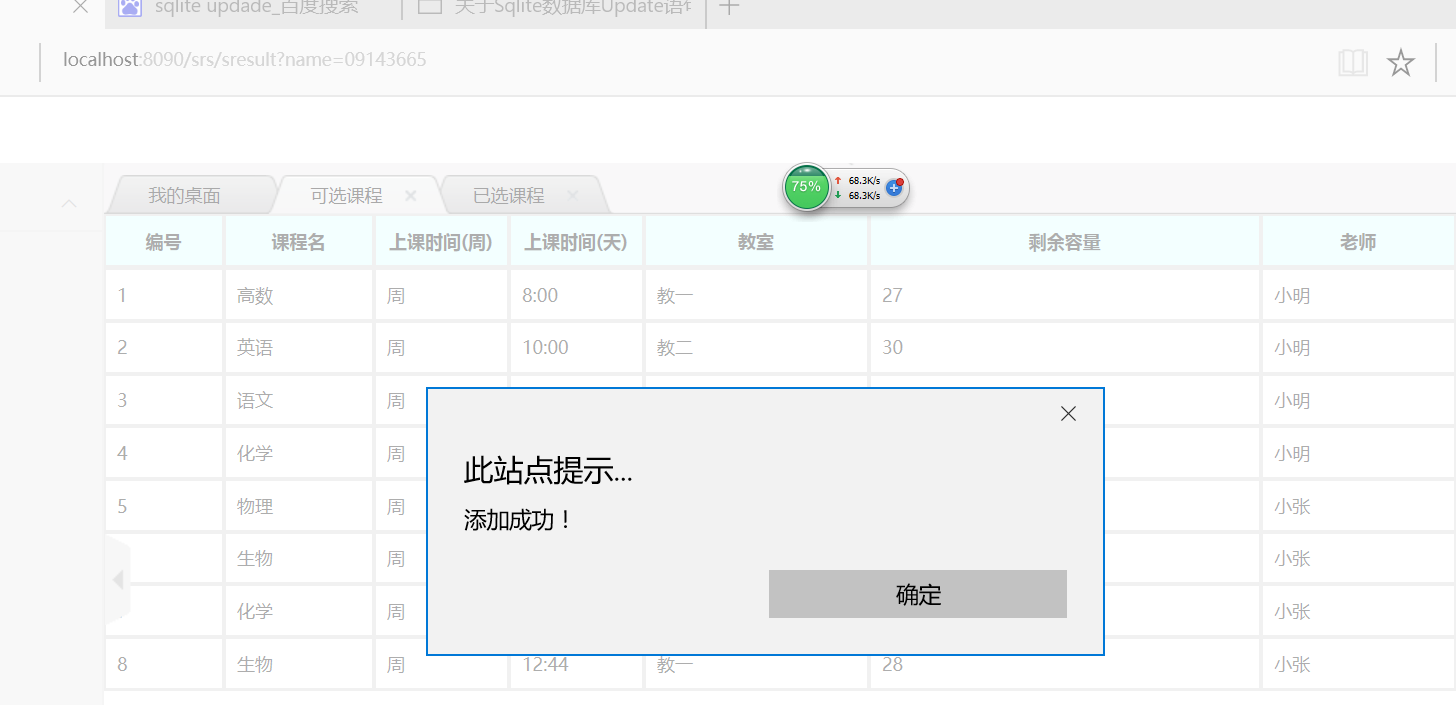 sqlite updade_百度搜索 关于Sqlite数据库Update语
localhost:8090/srs/sresult?name=09143665
我的桌面 可选课程 已选课程 75% 68.3K/s
68.3K/s
编号 课程名 上课时间(周) 上课时间(天) 教室 剩余容量 老师
1 高数 周 8:00 教一 27 小明
2 英语 周 10:00 教二 30 小明
3 语文 周 小明
4 化学 周 小明
5 物理 周 小张
生物 周 小张
化学 周 小张
8 生物 周 12:44 教一 28 小张
此站点提示...
添加成功！
确定